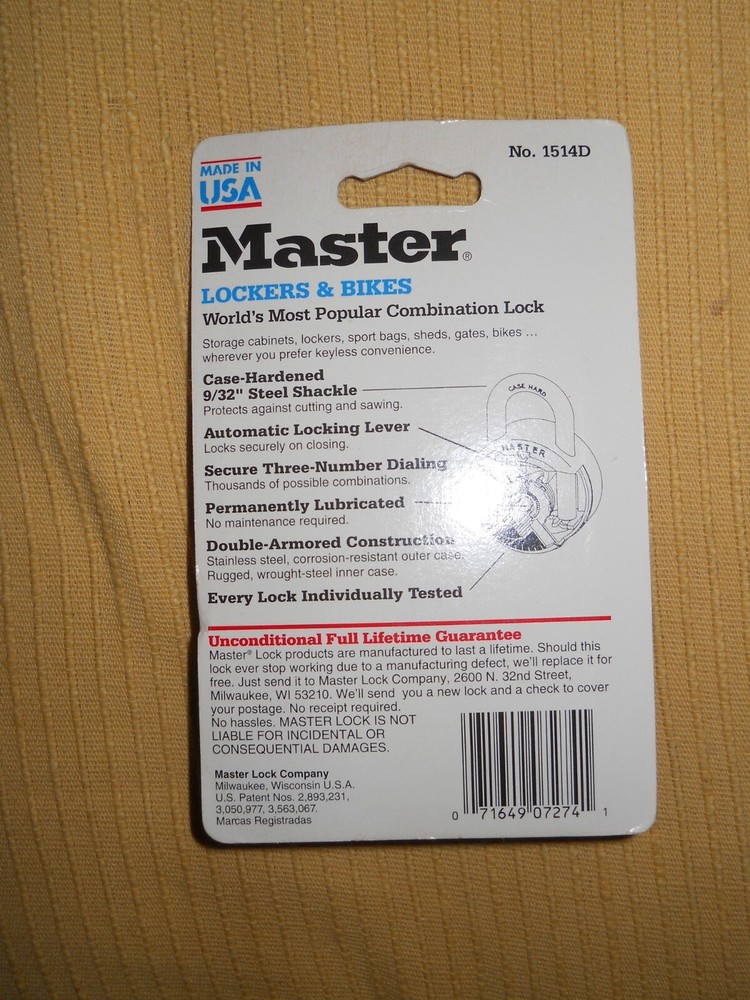 No. 1514D
MADE IN
USA
Master®
LOCKERS & BIKES
World's Most Popular Combination Lock
Storage cabinets, lockers, sport bags, sheds, gates, bikes ...
wherever you prefer keyless convenience.
Case-Hardened
9/32" Steel Shackle
Protects against cutting and sawing.
CASE HARD
Automatic Locking Lever
Locks securely on closing.
MASTER
Secure Three-Number Dialing
Thousands of possible combinations.
Permanently Lubricated
No maintenance required.
Double-Armored Construction
Stainless steel, corrosion-resistant outer case.
Rugged, wrought-steel inner case.
Every Lock Individually Tested
Unconditional Full Lifetime Guarantee
Master® Lock products are manufactured to last a lifetime. Should this
lock ever stop working due to a manufacturing defect, we'll replace it for
free. Just send it to Master Lock Company, 2600 N. 32nd Street,
Milwaukee, WI 53210. We'll send you a new lock and a check to cover
your postage. No receipt required.
No hassles. MASTER LOCK IS NOT
LIABLE FOR INCIDENTAL OR
CONSEQUENTIAL DAMAGES.
Master Lock Company
Milwaukee, Wisconsin U.S.A.
U.S. Patent Nos. 2,893,231,
3,050,977, 3,563,067.
Marcas Registradas
0 71649 07274 1